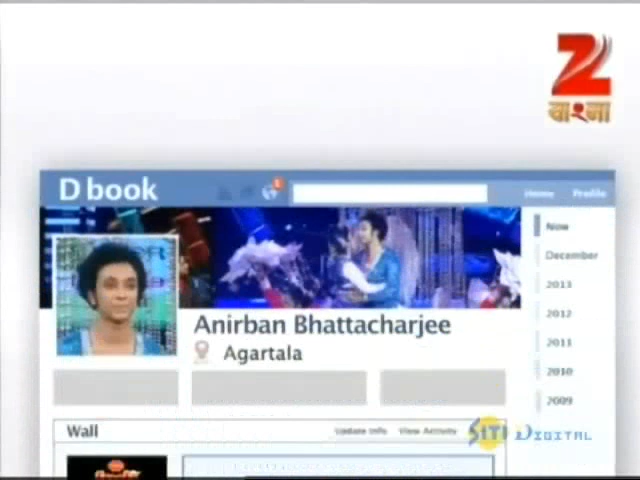 Z
বাংলা
D book
1
Home Profile
Now
December
2013
2012
2011
2010
2009
Anirban Bhattacharjee
Agartala
Wall
Update Info View Activity
SITI DIGITAL